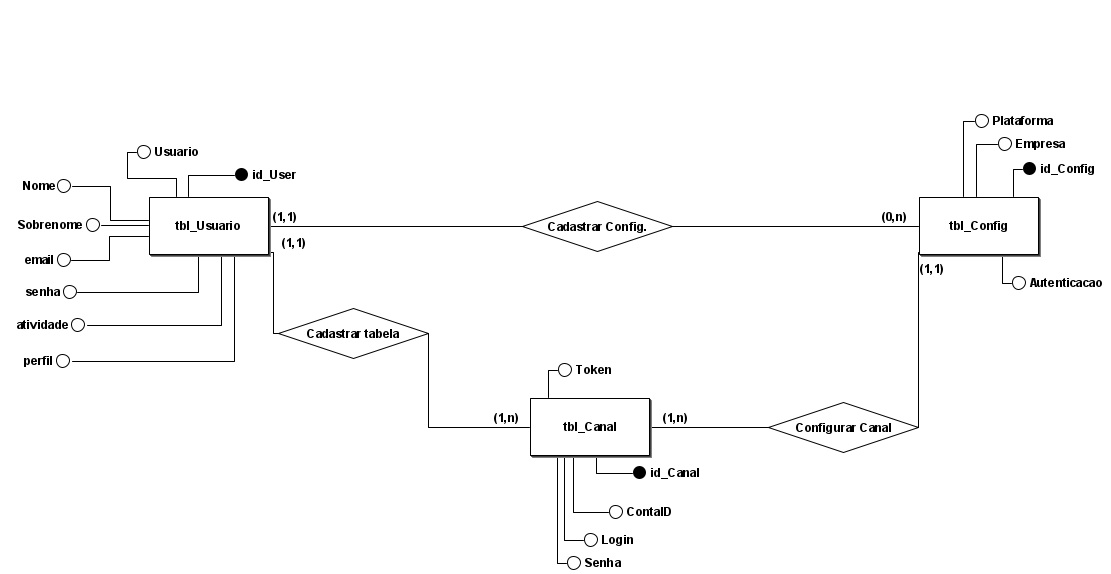 Plataforma
Empresa
Usuario
id_Config
id_User
Nome
(1,1)
(0,n)
Sobrenome
tbl_Usuario
Cadastrar Config.
tbl_Config
(1,1)
email
(1,1)
Autenticacao
senha
atividade
Cadastrar tabela
perfil
Token
(1,n)
(1,n)
tbl_Canal
Configurar Canal
id_Canal
ContaID
Login
Senha